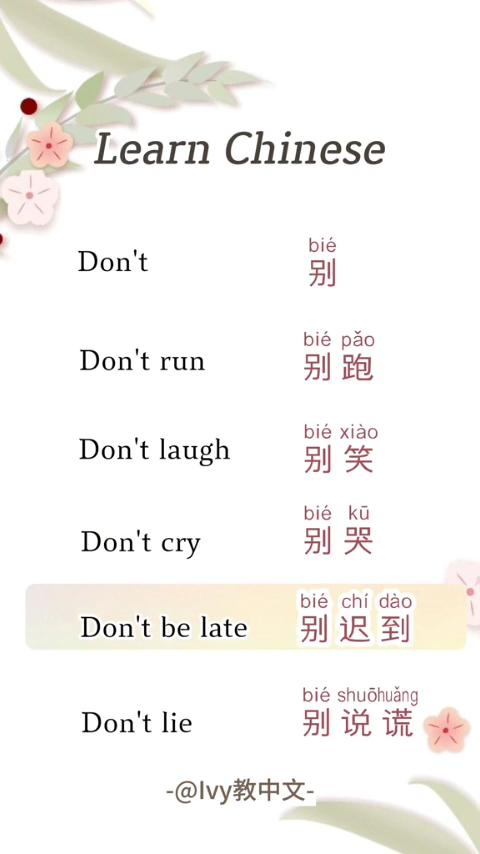 Learn Chinese
bié
Don't 别
bié pǎo
Don't run 别 跑
bié xiào
Don't laugh 别 笑
bié kū
Don't cry 别 哭
bié chí dào
Don't be late 别 迟 到
bié shuōhuǎng
Don't lie 别 说 谎
-@Ivy教中文-